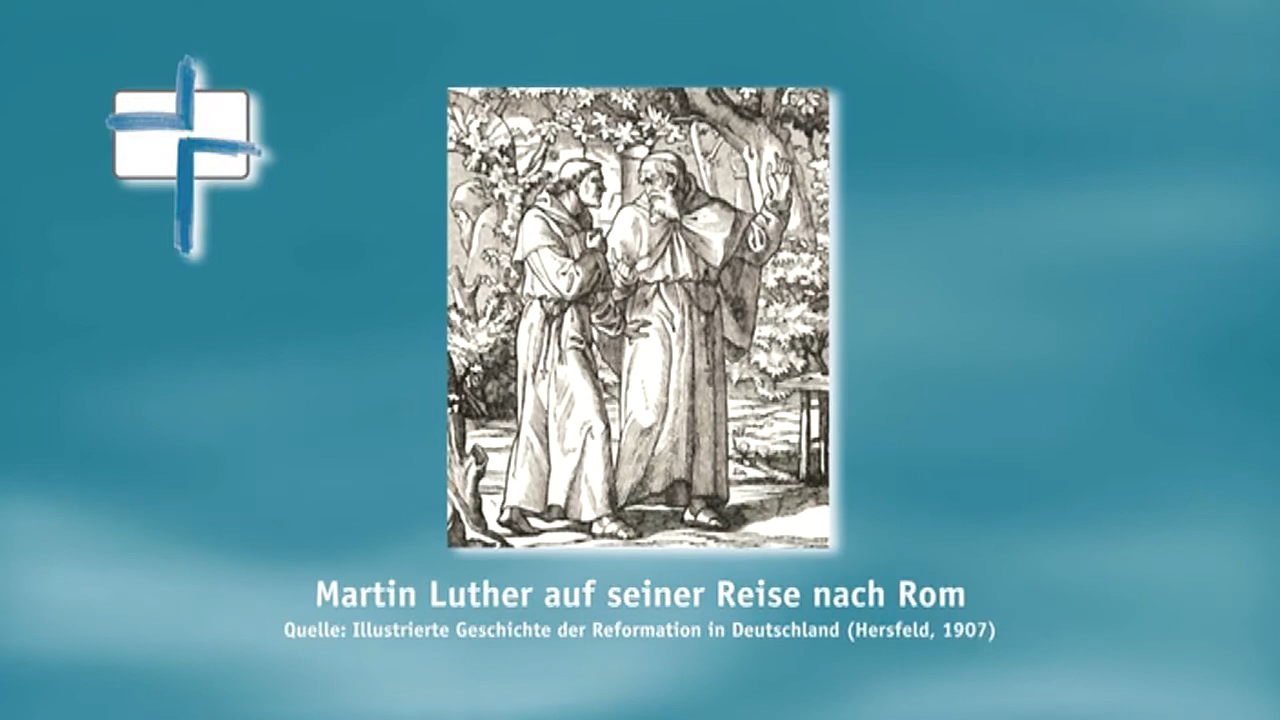 Martin Luther auf seiner Reise nach Rom
Quelle: Illustrierte Geschichte der Reformation in Deutschland (Hersfeld, 1907)